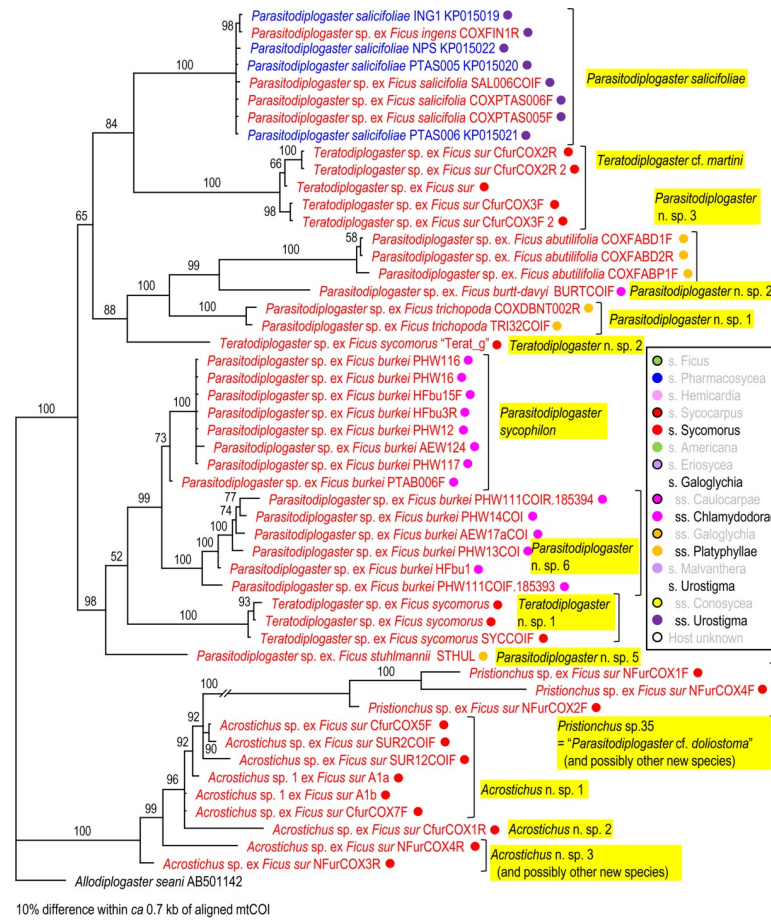 98
Parasitodiplogaster salicifoliae ING1 KP015019
Parasitodiplogaster sp. ex Ficus ingens COXFIN1R
Parasitodiplogaster salicifoliae NPS KP015022
100
Parasitodiplogaster salicifoliae PTAS005 KP015020
Parasitodiplogaster sp. ex Ficus salicifolia SAL006COIF
Parasitodiplogaster salicifoliae
Parasitodiplogaster sp. ex Ficus salicifolia COXPTAS006F
Parasitodiplogaster sp. ex Ficus salicifolia COXPTAS005F
84
Parasitodiplogaster salicifoliae PTAS006 KP015021
100
Teratodiplogaster sp. ex Ficus sur CfurCOX2R
66
Teratodiplogaster sp. ex Ficus sur CfurCOX2R 2
Teratodiplogaster cf. martini
100
Teratodiplogaster sp. ex Ficus sur
98
Teratodiplogaster sp. ex Ficus sur CfurCOX3F
Parasitodiplogaster
n. sp. 3
65
Teratodiplogaster sp. ex Ficus sur CfurCOX3F 2
58
Parasitodiplogaster sp. ex. Ficus abutilifolia COXFABD1F
100
Parasitodiplogaster sp. ex. Ficus abutilifolia COXFABD2R
99
Parasitodiplogaster sp. ex. Ficus abutilifolia COXFABP1F
100
Parasitodiplogaster sp. ex. Ficus burtt-davyi BURTCOIF
Parasitodiplogaster n. sp. 2
100
Parasitodiplogaster sp. ex Ficus trichopoda COXDBNT002R
88
Parasitodiplogaster sp. ex Ficus trichopoda TRI32COIF
Parasitodiplogaster n. sp. 1
Teratodiplogaster sp. ex Ficus sycomorus "Terat_g"
Teratodiplogaster n. sp. 2
Parasitodiplogaster sp. ex Ficus burkei PHW116
Parasitodiplogaster sp. ex Ficus burkei PHW16
Parasitodiplogaster sp. ex Ficus burkei HFbu15F
100
100
Parasitodiplogaster sp. ex Ficus burkei HFbu3R
Parasitodiplogaster
sycophilon
Parasitodiplogaster sp. ex Ficus burkei PHW12
73
Parasitodiplogaster sp. ex Ficus burkei AEW124
Parasitodiplogaster sp. ex Ficus burkei PHW117
Parasitodiplogaster sp. ex Ficus burkei PTAB006F
99
77
Parasitodiplogaster sp. ex Ficus burkei PHW111COIR.185394
74
Parasitodiplogaster sp. ex Ficus burkei PHW14COI
100
Parasitodiplogaster sp. ex Ficus burkei AEW17aCOI
100
Parasitodiplogaster sp. ex Ficus burkei PHW13COI
Parasitodiplogaster
n. sp. 6
100
Parasitodiplogaster sp. ex Ficus burkei HFbu1
52
Parasitodiplogaster sp. ex Ficus burkei PHW111COIF.185393
93
Teratodiplogaster sp. ex Ficus sycomorus
100
Teratodiplogaster sp. ex Ficus sycomorus
Teratodiplogaster
n. sp. 1
98
Teratodiplogaster sp. ex Ficus sycomorus SYCCOIF
Parasitodiplogaster sp. ex. Ficus stuhlmannii STHUL
Parasitodiplogaster n. sp. 5
100
Pristionchus sp. ex Ficus sur NFurCOX1F
100
Pristionchus sp. ex Ficus sur NFurCOX4F
Pristionchus sp. ex Ficus sur NFurCOX2F
92
Acrostichus sp. ex Ficus sur CfurCOX5F
Pristionchus sp.35
= "Parasitodiplogaster cf. doliostoma"
(and possibly other new species)
92
Acrostichus sp. ex Ficus sur SUR2COIF
90
Acrostichus sp. ex Ficus sur SUR12COIF
96
Acrostichus sp. 1 ex Ficus sur A1a
Acrostichus n. sp. 1
Acrostichus sp. 1 ex Ficus sur A1b
Acrostichus sp. ex Ficus sur CfurCOX7F
99
Acrostichus sp. ex Ficus sur CfurCOX1R
Acrostichus n. sp. 2
100
Acrostichus sp. ex Ficus sur NFurCOX4R
Acrostichus sp. ex Ficus sur NFurCOX3R
Acrostichus n. sp. 3
(and possibly other new species)
Allodiplogaster seani AB501142
10% difference within ca 0.7 kb of aligned mtCOI
s. Ficus
s. Pharmacosycea
s. Hemicardia
s. Sycocarpus
s. Sycomorus
s. Americana
s. Eriosycea
s. Galoglychia
ss. Caulocarpae
ss. Chlamydodorae
ss. Galoglychia
ss. Platyphyllae
s. Malvanthera
s. Urostigma
ss. Conosycea
ss. Urostigma
Host unknown